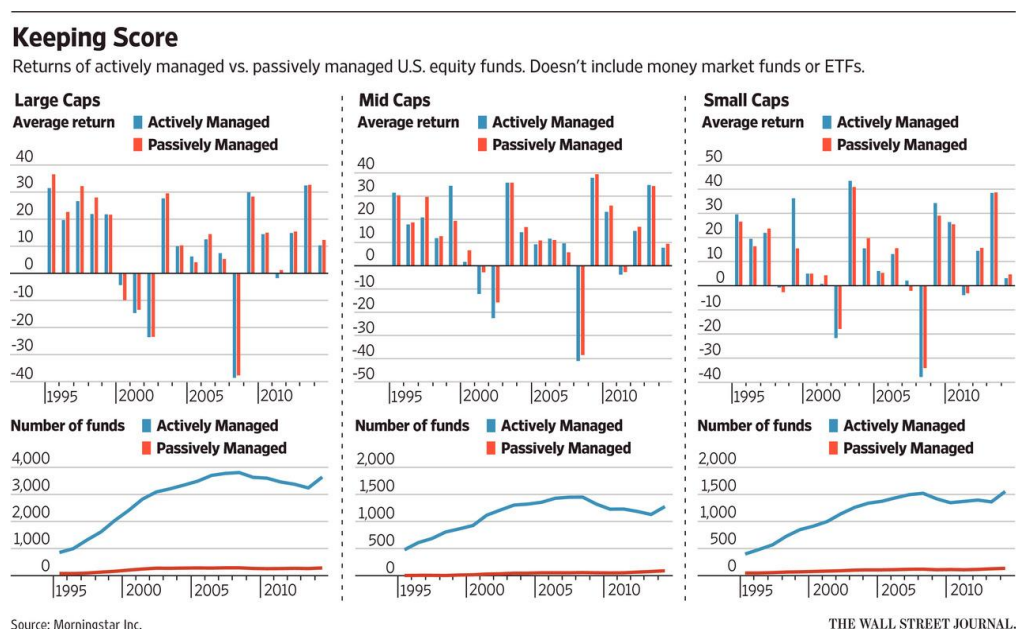 Keeping Score
Returns of actively managed vs. passively managed U.S. equity funds. Doesn't include money market funds or ETFs.
Large Caps
Average return
Actively Managed
Passively Managed
40
30
20
10
0
-10
-20
-30
-40
1995 2000 2005 2010
Mid Caps
Average return
Actively Managed
Passively Managed
40
30
20
10
0
-10
-20
-30
-40
-50
1995 2000 2005 2010
Small Caps
Average return
Actively Managed
Passively Managed
50
40
30
20
10
0
-10
-20
-30
-40
1995 2000 2005 2010
Number of funds
Actively Managed
Passively Managed
4,000
3,000
2,000
1,000
0
1995 2000 2005 2010
Number of funds
Actively Managed
Passively Managed
2,000
1,500
1,000
500
0
1995 2000 2005 2010
Number of funds
Actively Managed
Passively Managed
2,000
1,500
1,000
500
0
1995 2000 2005 2010
Source: Morningstar Inc.
THE WALL STREET JOURNAL.